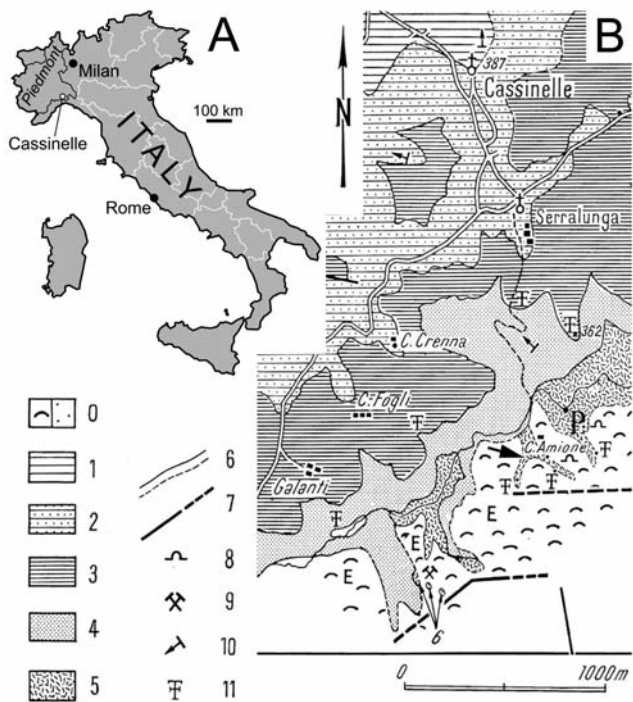 A
Piedmont
Milan
Cassinelle
100 km
ITALY
Rome
0
1
2
3
4
5
6
7
8
9
10
11
B
N
387
Cassinelle
Serralunga
362
C. Crenna
C. Fogli
P
C. Amione
Galanti
E
E
E
6
0 1000m